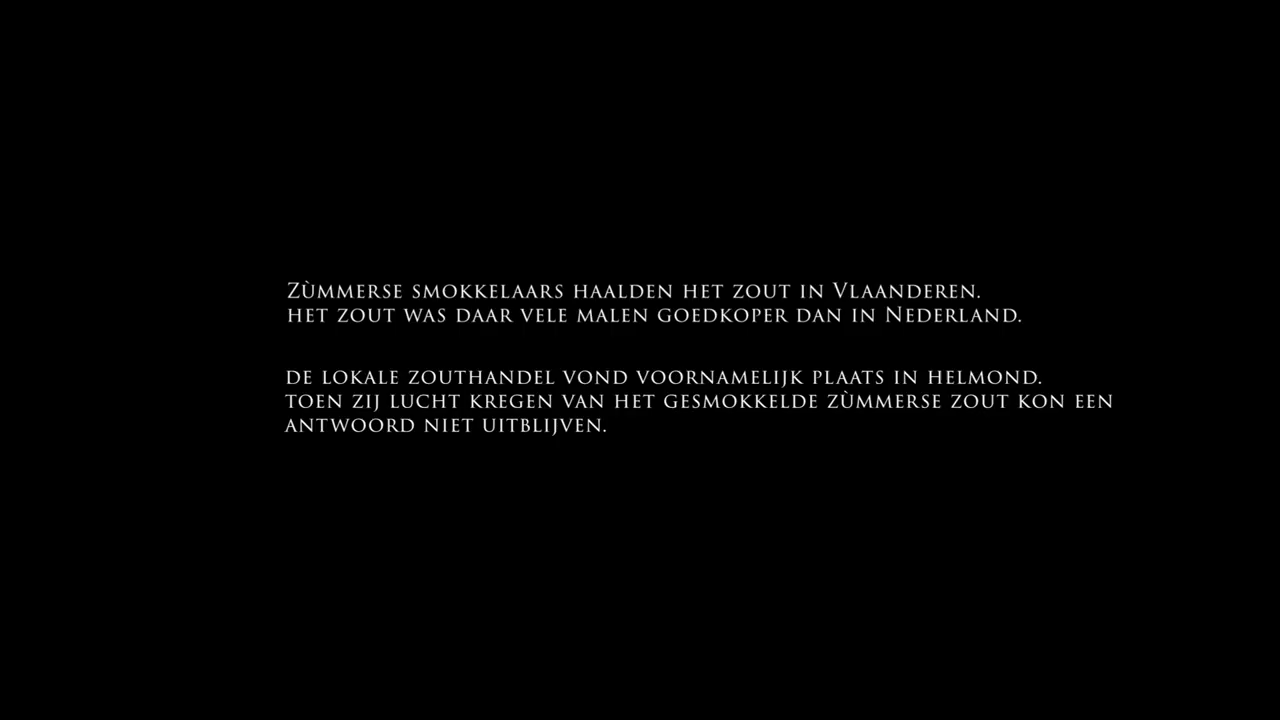 Zùmmerse smokkelaars haalden het zout in Vlaanderen.
het zout was daar vele malen goedkoper dan in Nederland.
de lokale zouthandel vond voornamelijk plaats in helmond.
toen zij lucht kregen van het gesmokkelde zùmmerse zout kon een
antwoord niet uitblijven.